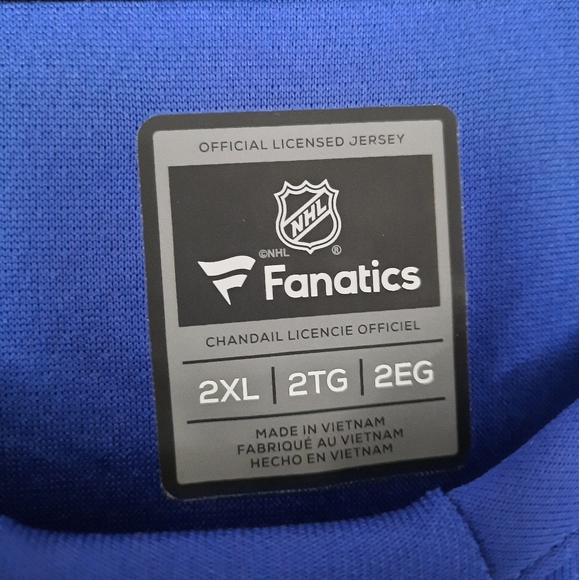 OFFICIAL LICENSED JERSEY
NHL
©NHL ®
Fanatics
CHANDAIL LICENCIE OFFICIEL
2XL | 2TG | 2EG
MADE IN VIETNAM
FABRIQUÉ AU VIETNAM
HECHO EN VIETNAM